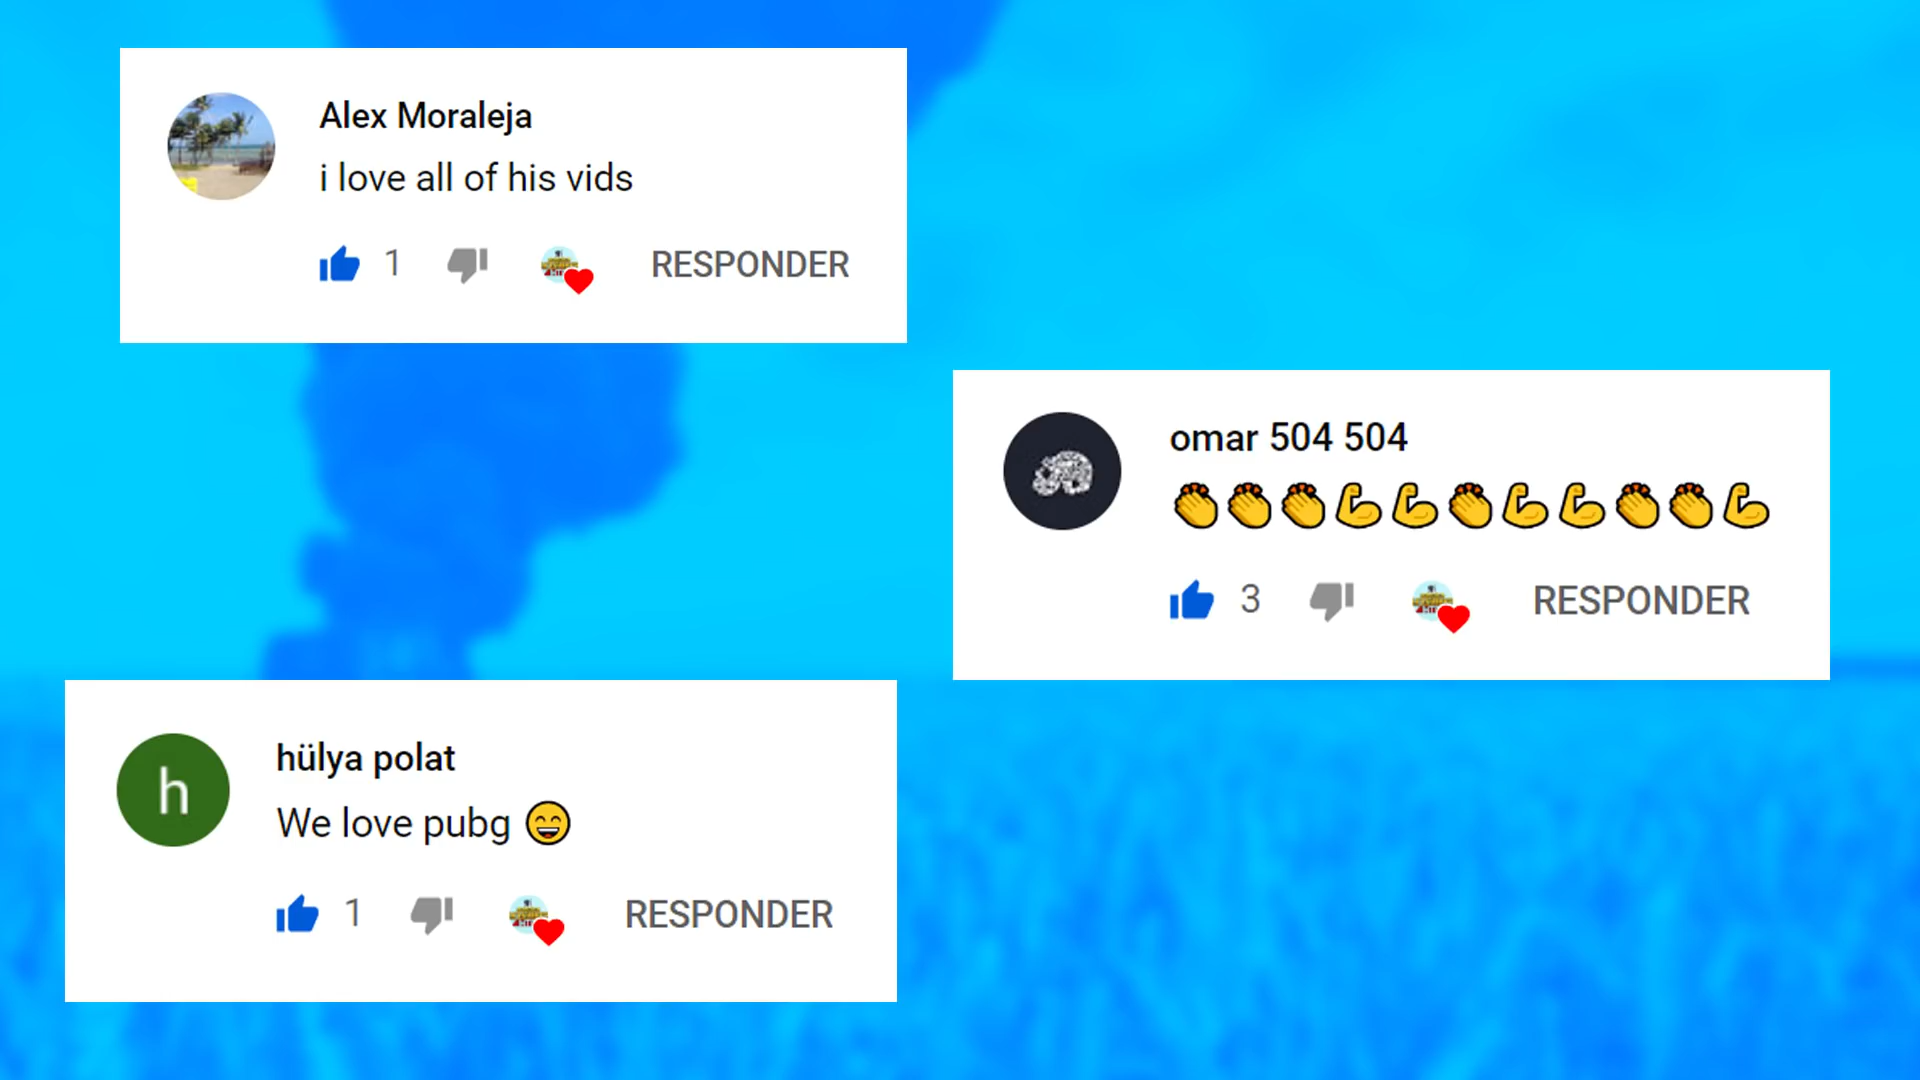 Alex Moraleja
i love all of his vids
1 RESPONDER
omar 504 504
👏👏👏💪💪👏💪💪👏👏💪
3 RESPONDER
h
hülya polat
We love pubg 😄
1 RESPONDER